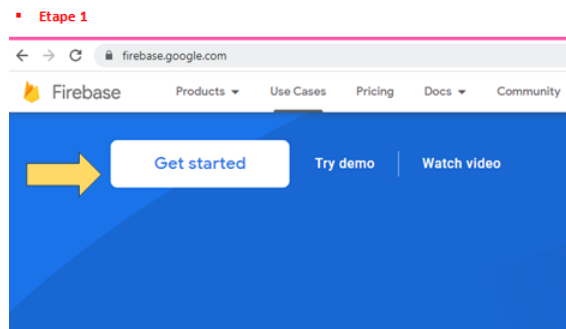 ▪ Etape 1
firebase.google.com
Firebase Products Use Cases Pricing Docs Community
Get started Try demo Watch video